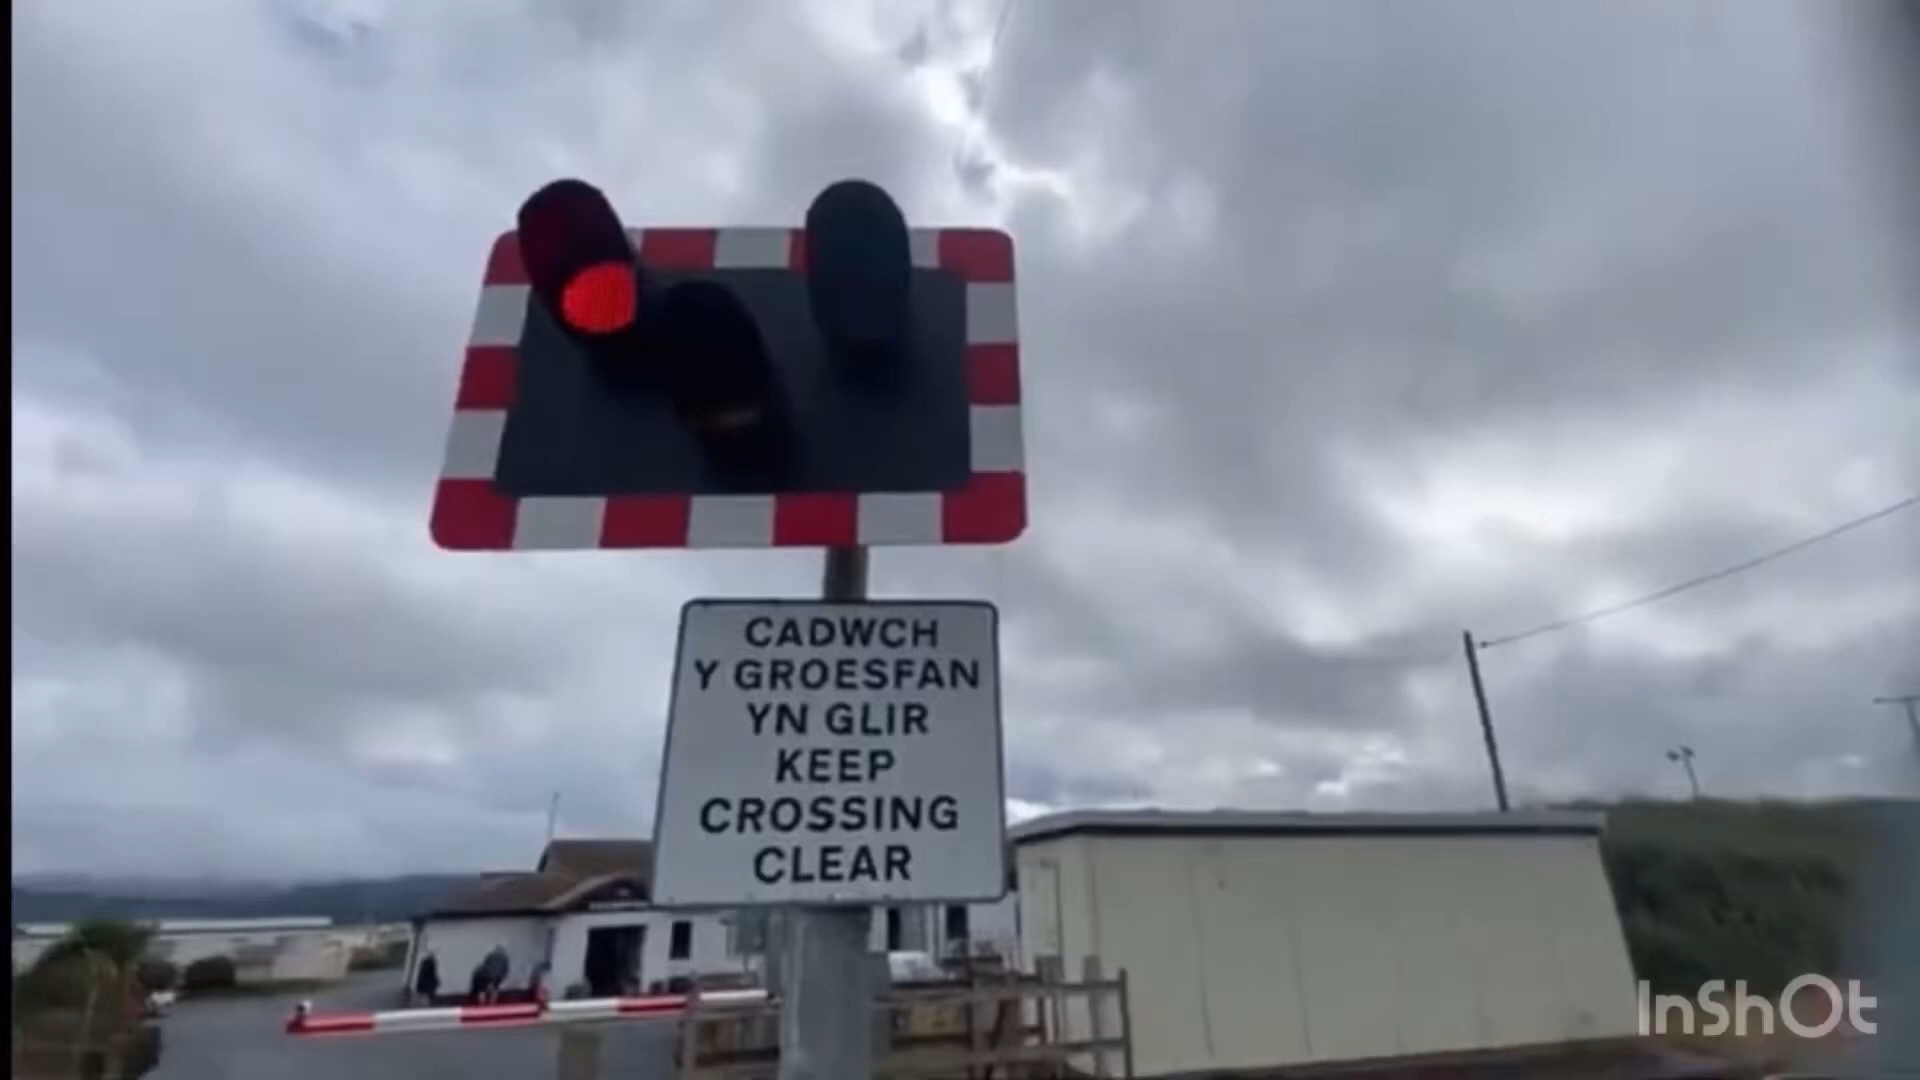 CADWCH
Y GROESFAN
YN GLIR
KEEP
CROSSING
CLEAR
InShOt